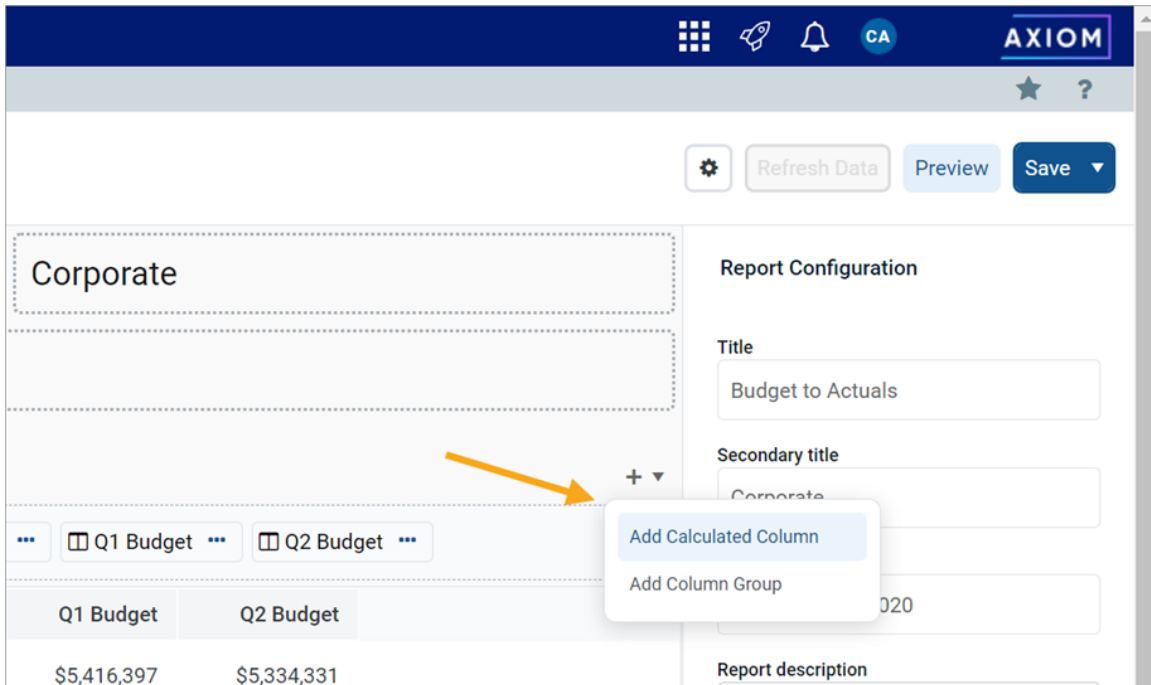 CA
AXIOM
?
Refresh Data
Preview
Save
Corporate
Report Configuration
Title
Budget to Actuals
Secondary title
Corporate
+
Add Calculated Column
Add Column Group
020
... Q1 Budget ... Q2 Budget ...
Q1 Budget Q2 Budget
$5,416,397 $5,334,331
Report description